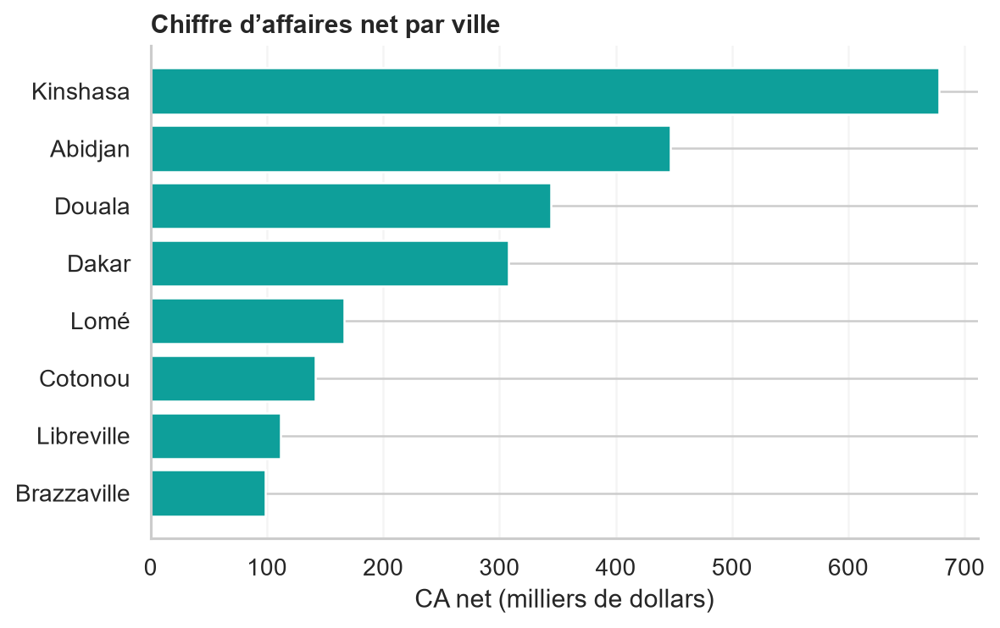 Chiffre d’affaires net par ville
Kinshasa
Abidjan
Douala
Dakar
Lomé
Cotonou
Libreville
Brazzaville
0 100 200 300 400 500 600 700
CA net (milliers de dollars)